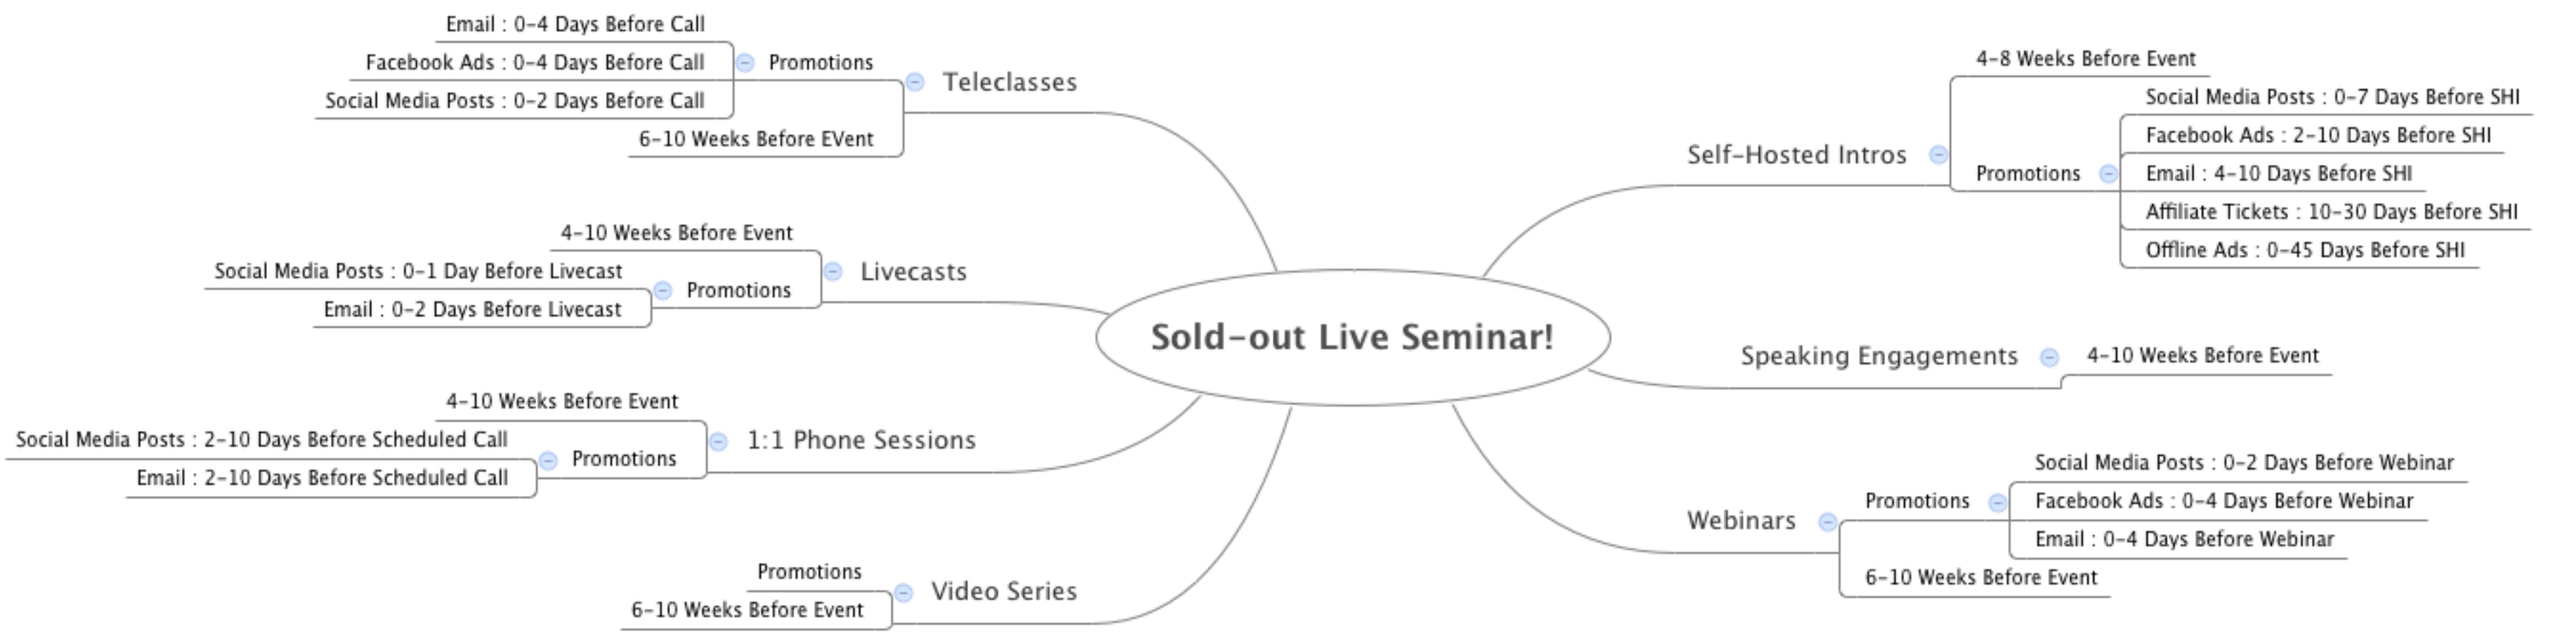 Email : 0-4 Days Before Call
Facebook Ads : 0-4 Days Before Call
Social Media Posts : 0-2 Days Before Call
Promotions
6-10 Weeks Before EVent
Teleclasses
4-10 Weeks Before Event
Social Media Posts : 0-1 Day Before Livecast
Email : 0-2 Days Before Livecast
Promotions
Livecasts
4-10 Weeks Before Event
Social Media Posts : 2-10 Days Before Scheduled Call
Email : 2-10 Days Before Scheduled Call
Promotions
1:1 Phone Sessions
Promotions
6-10 Weeks Before Event
Video Series
Sold-out Live Seminar!
Self-Hosted Intros
4-8 Weeks Before Event
Promotions
Social Media Posts : 0-7 Days Before SHI
Facebook Ads : 2-10 Days Before SHI
Email : 4-10 Days Before SHI
Affiliate Tickets : 10-30 Days Before SHI
Offline Ads : 0-45 Days Before SHI
Speaking Engagements
4-10 Weeks Before Event
Webinars
Promotions
Social Media Posts : 0-2 Days Before Webinar
Facebook Ads : 0-4 Days Before Webinar
Email : 0-4 Days Before Webinar
6-10 Weeks Before Event